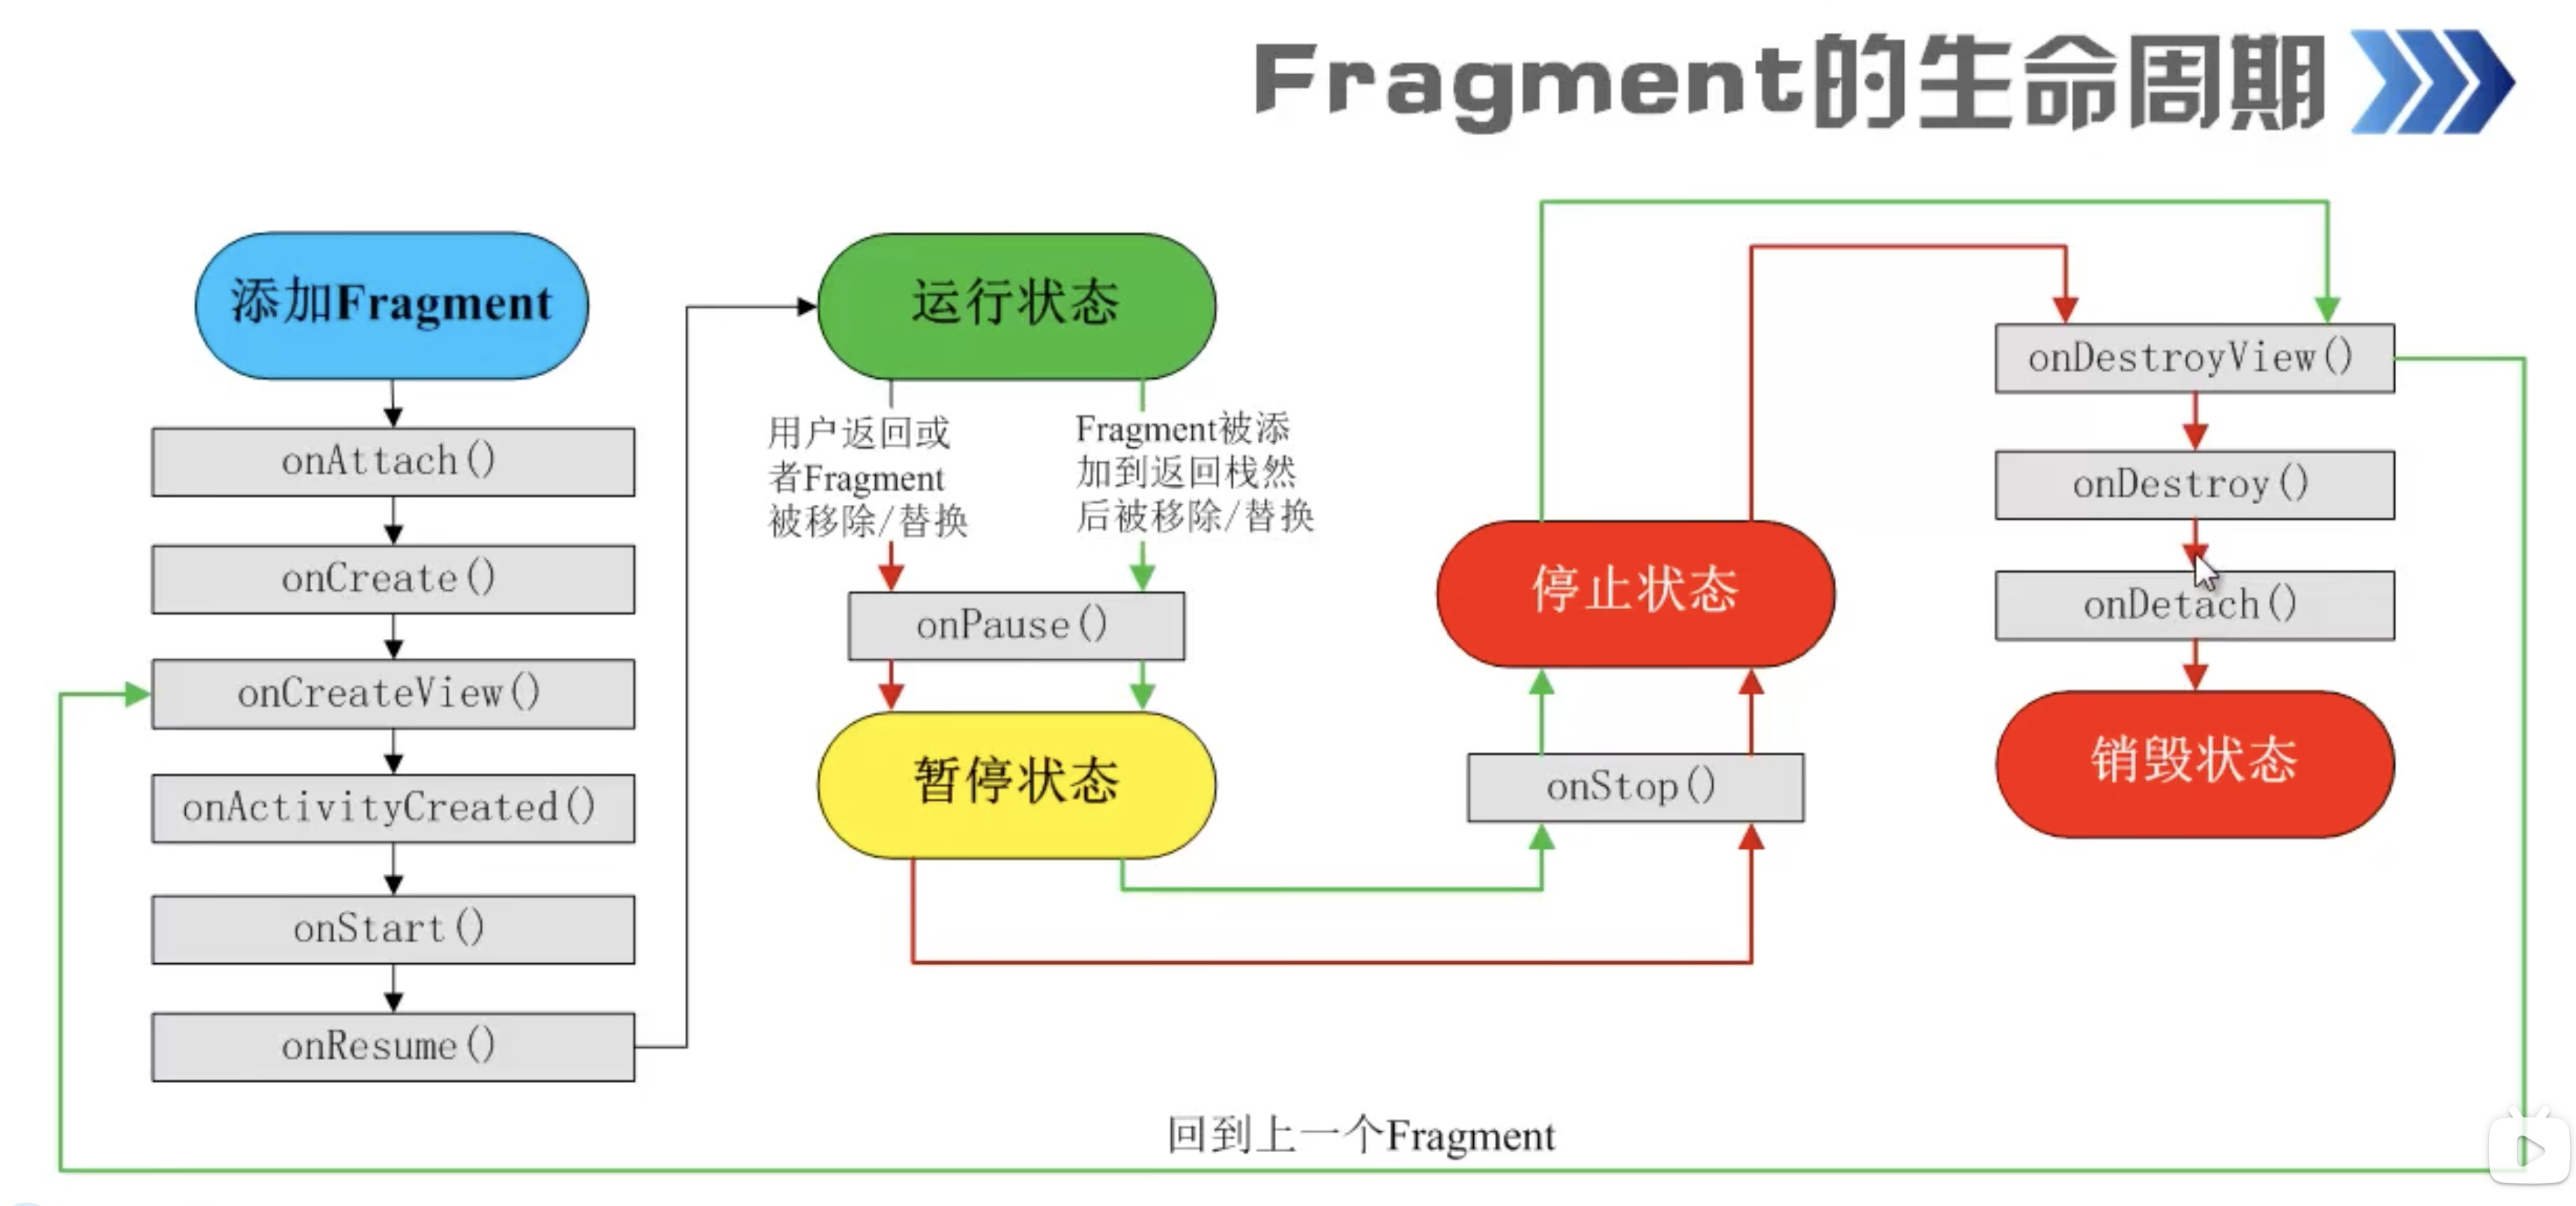 Fragment的生命周期
添加Fragment
onAttach()
onCreate()
onCreateView()
onActivityCreated()
onStart()
onResume()
运行状态
用户返回或
者Fragment
被移除/替换
Fragment被添
加到返回栈然
后被移除/替换
onPause()
暂停状态
停止状态
onStop()
onDestroyView()
onDestroy()
onDetach()
销毁状态
回到上一个Fragment